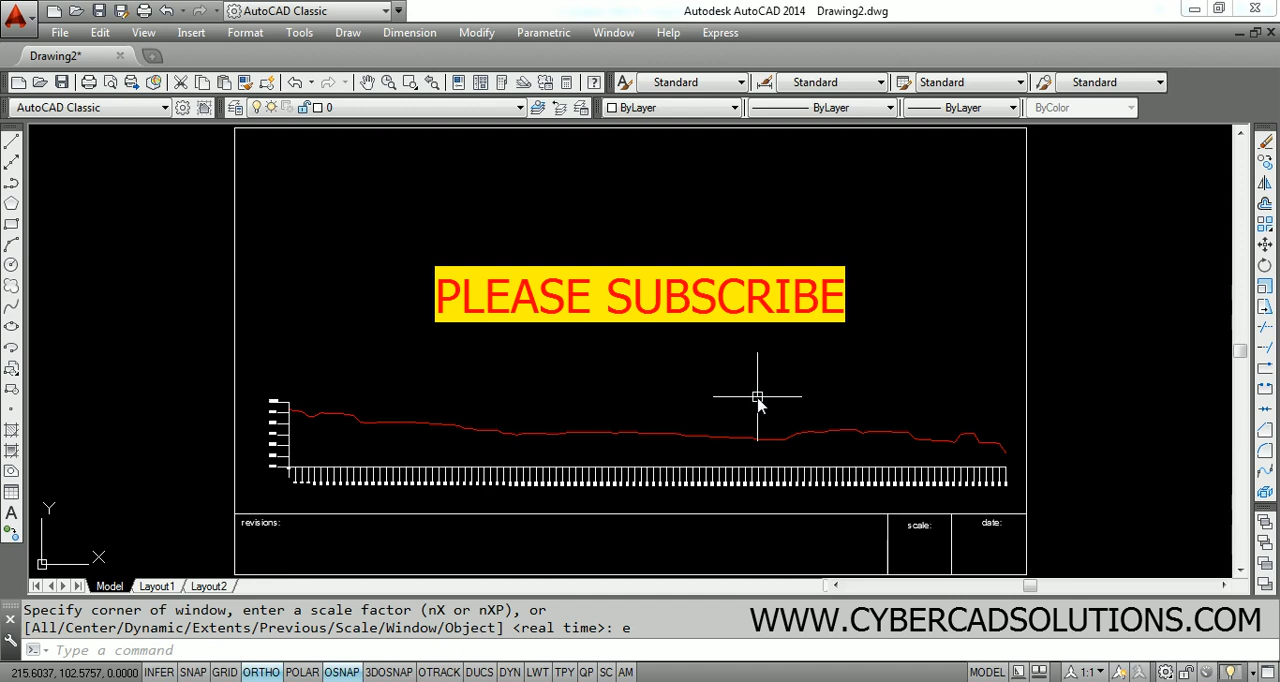 AutoCAD Classic
Autodesk AutoCAD 2014 Drawing2.dwg
File Edit View Insert Format Tools Draw Dimension Modify Parametric Window Help Express
Drawing2*
Standard Standard Standard Standard
AutoCAD Classic 0 ByLayer ByLayer ByLayer ByColor
PLEASE SUBSCRIBE
revisions: scale: date:
Y
X
Model Layout1 Layout2
Specify corner of window, enter a scale factor (nX or nXP), or
[All/Center/Dynamic/Extents/Previous/Scale/Window/Object] <real time>: e
WWW.CYBERCADSOLUTIONS.COM
Type a command
215.6037, 102.5757, 0.0000 INFER SNAP GRID ORTHO POLAR OSNAP 3DOSNAP OTRACK DUCS DYN LWT TPY QP SC AM MODEL 1:1